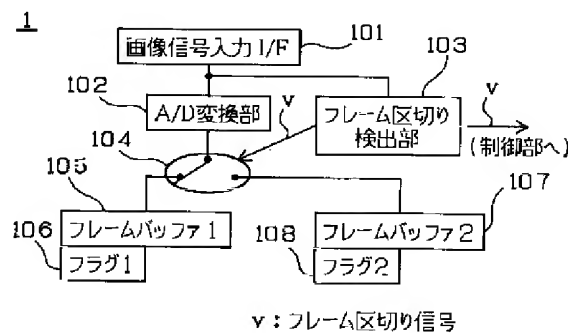 1
画像信号入力I/F
101
102
103
A/D変換部
v
フレーム区切り
検出部
v
(制御部へ)
104
105
106
107
フレームバッファ1
フラグ1
108
フレームバッファ2
フラグ2
v：フレーム区切り信号